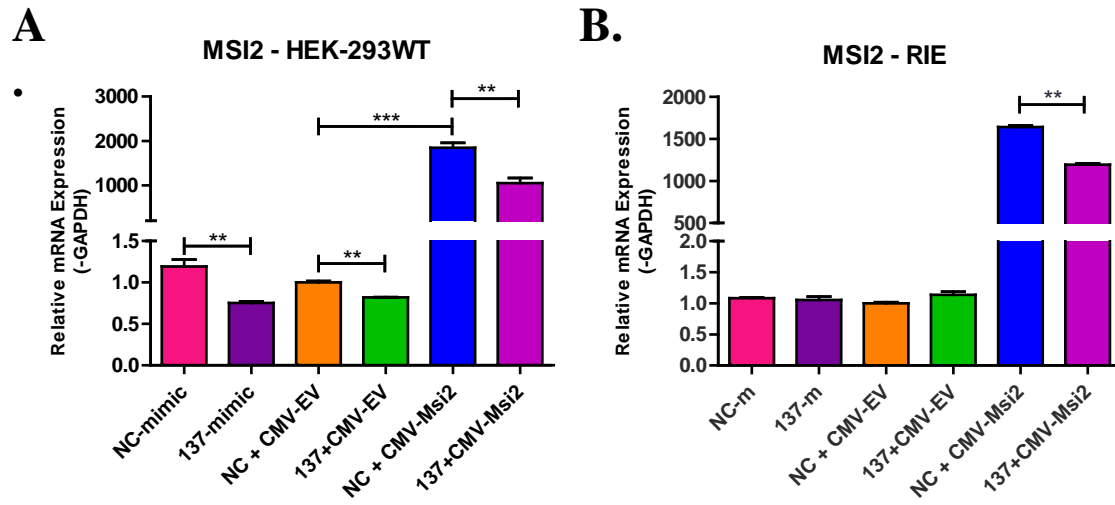 A
.
MSI2 - HEK-293WT
Relative mRNA Expression
(-GAPDH)
3000
2000
1000
1.5
1.0
0.5
0.0
**
**
***
**
NC-mimic
137-mimic
NC + CMV-EV
137+CMV-EV
NC + CMV-Msi2
137+CMV-Msi2
B.
MSI2 - RIE
Relative mRNA Expression
(-GAPDH)
2000
1500
1000
500
2.0
1.5
1.0
0.5
0.0
**
NC-m
137-m
NC + CMV-EV
137+CMV-EV
NC + CMV-Msi2
137+CMV-Msi2